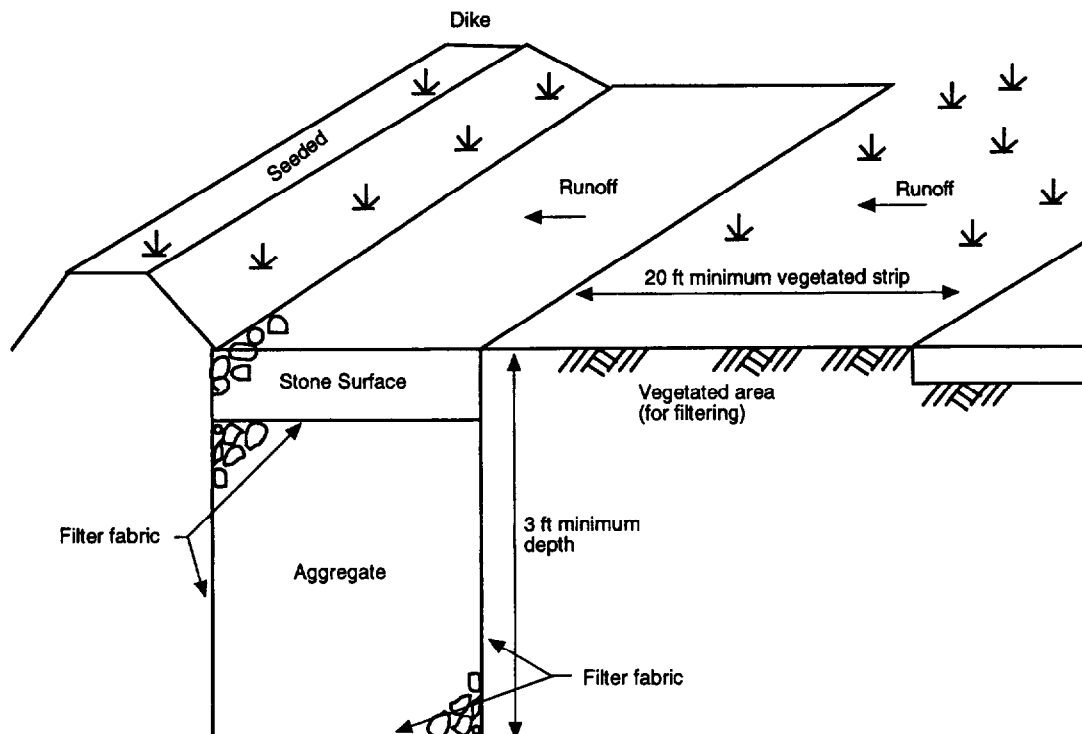 Dike
Seeded
Runoff
Runoff
20 ft minimum vegetated strip
Stone Surface
Vegetated area
(for filtering)
Filter fabric
3 ft minimum
depth
Aggregate
Filter fabric